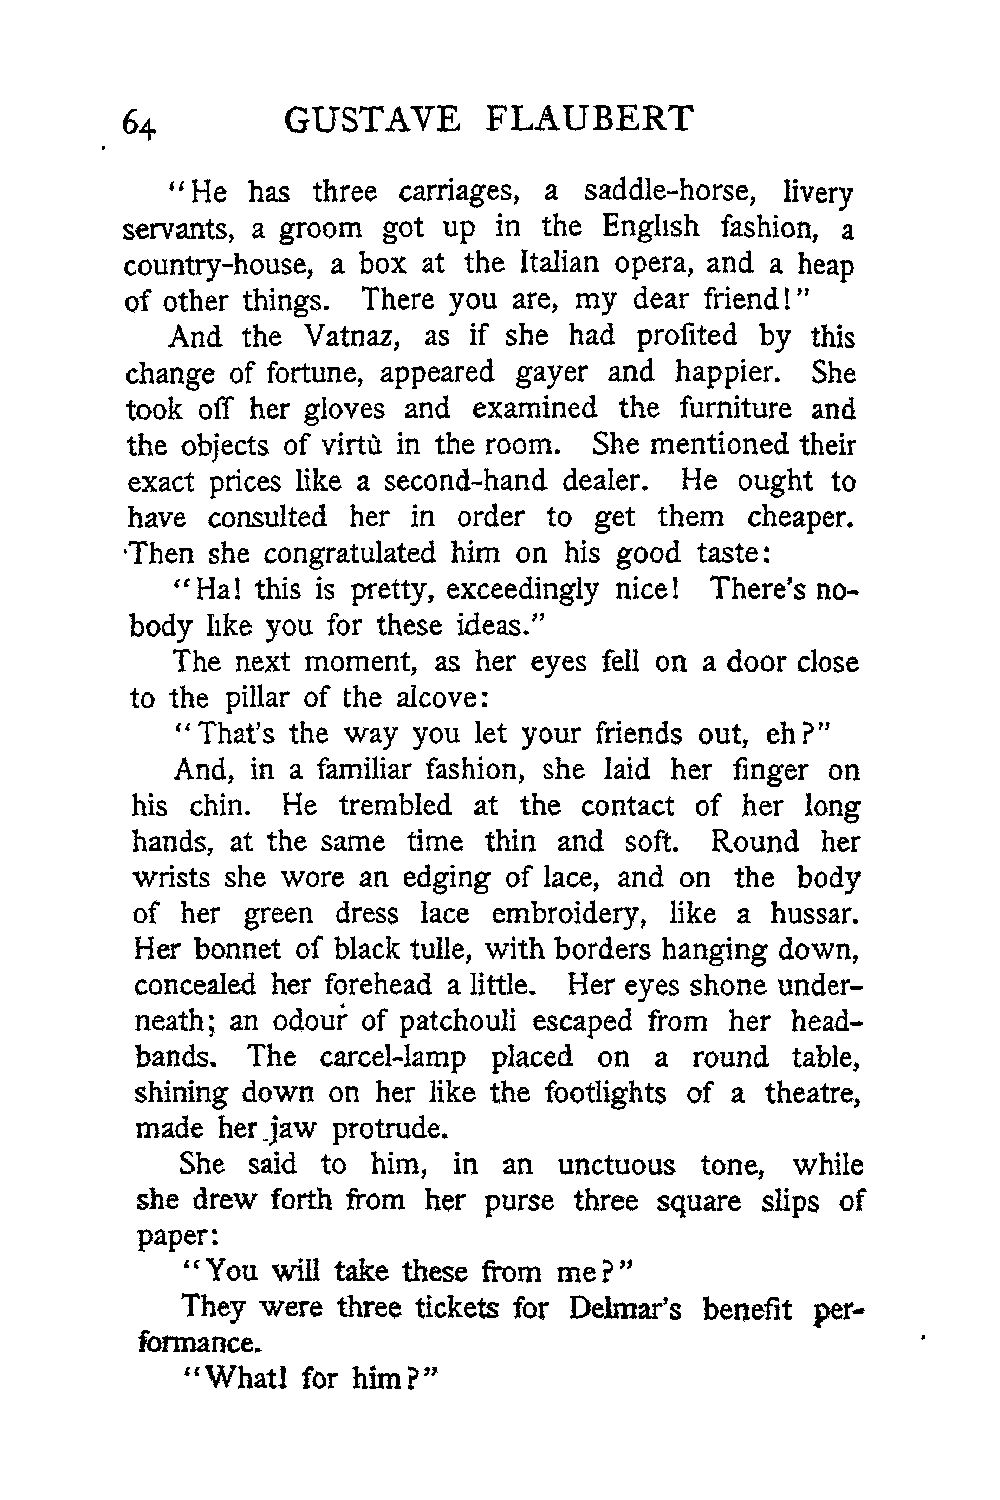 64 GUSTAVE FLAUBERT
“He has three carriages, a saddle-horse, livery
servants, a groom got up in the English fashion, a
country-house, a box at the Italian opera, and a heap
of other things. There you are, my dear friend!”
And the Vatnaz, as if she had profited by this
change of fortune, appeared gayer and happier. She
took off her gloves and examined the furniture and
the objects of virtù in the room. She mentioned their
exact prices like a second-hand dealer. He ought to
have consulted her in order to get them cheaper.
Then she congratulated him on his good taste:
“Ha! this is pretty, exceedingly nice! There’s no-
body like you for these ideas.”
The next moment, as her eyes fell on a door close
to the pillar of the alcove:
“That’s the way you let your friends out, eh?”
And, in a familiar fashion, she laid her finger on
his chin. He trembled at the contact of her long
hands, at the same time thin and soft. Round her
wrists she wore an edging of lace, and on the body
of her green dress lace embroidery, like a hussar.
Her bonnet of black tulle, with borders hanging down,
concealed her forehead a little. Her eyes shone under-
neath; an odour of patchouli escaped from her head-
bands. The carcel-lamp placed on a round table,
shining down on her like the footlights of a theatre,
made her jaw protrude.
She said to him, in an unctuous tone, while
she drew forth from her purse three square slips of
paper:
“You will take these from me?”
They were three tickets for Delmar’s benefit per-
formance.
“What! for him?”